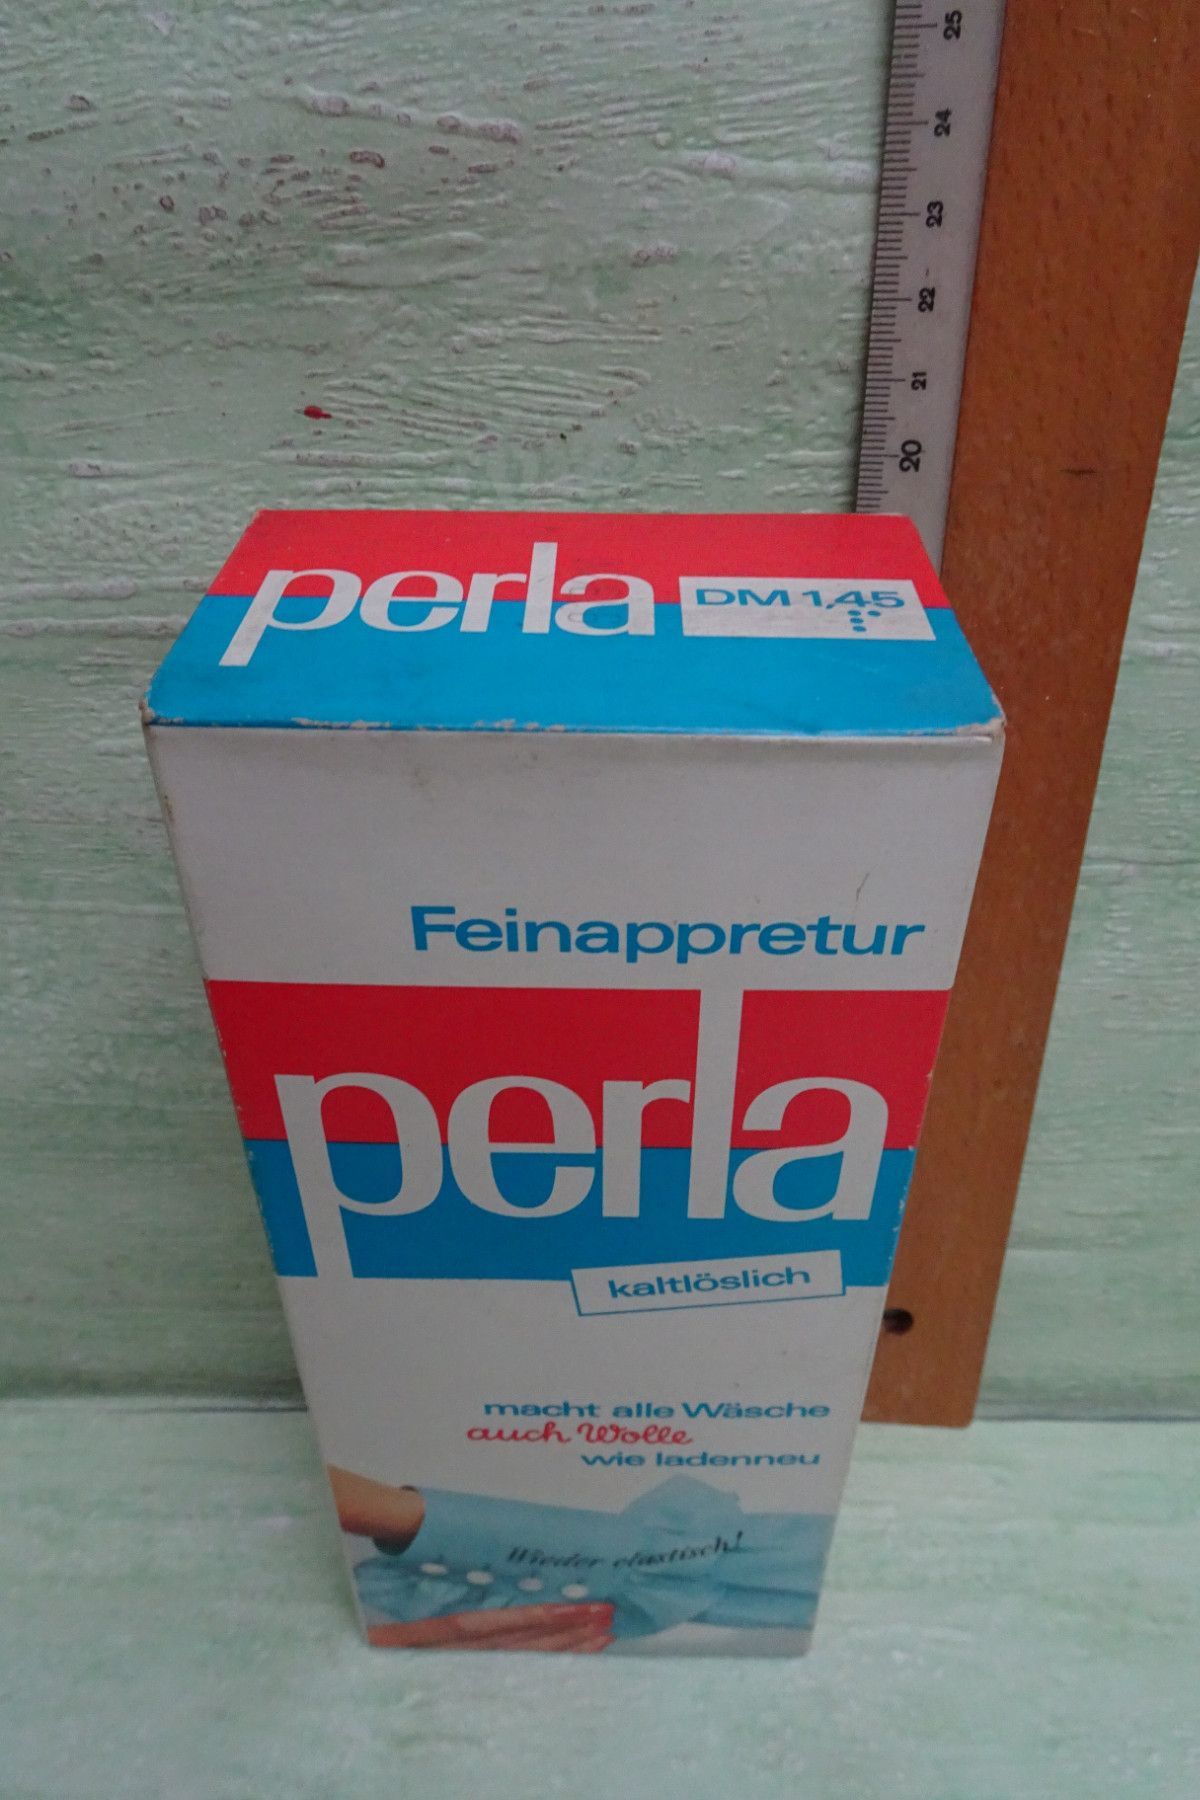 25
24
23
22
21
20
perla
DM 1,45
Feinappretur
perla
kaltlöslich
macht alle Wäsche
auch Wolle
wie ladenneu
Wieder elastisch!